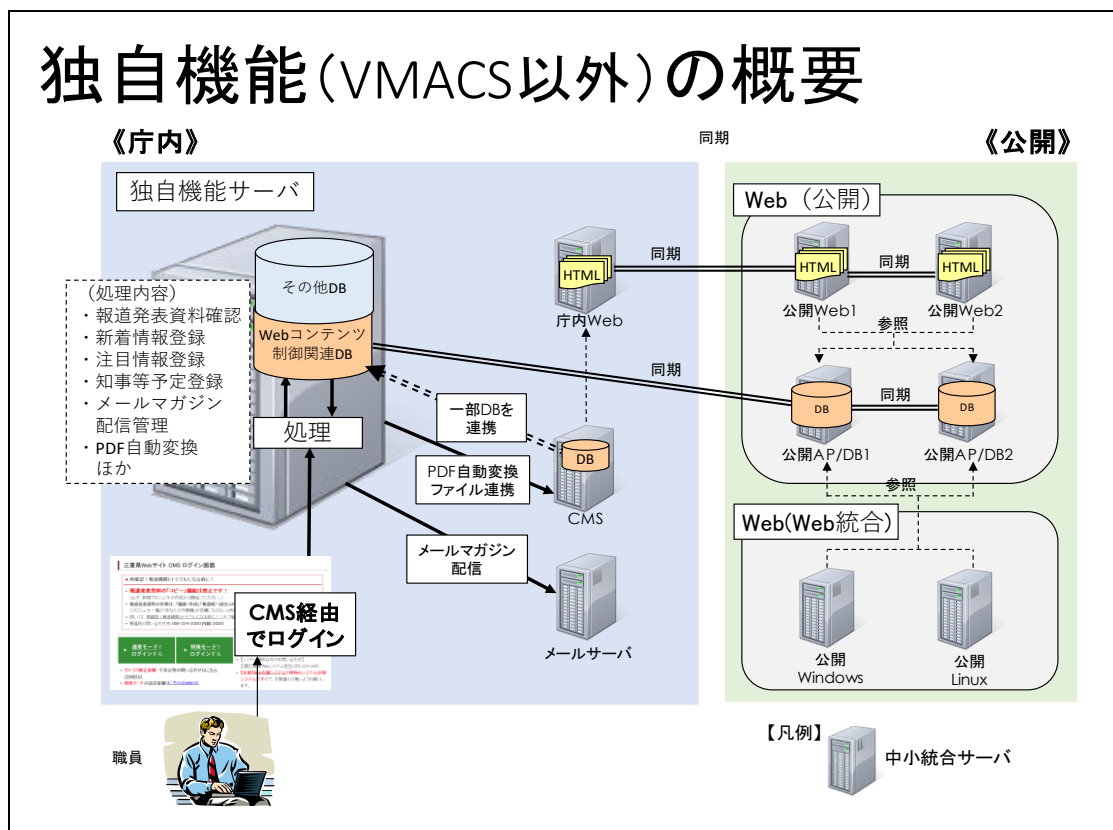 独自機能(VMACS以外)の概要
《庁内》
同期
《公開》
独自機能サーバ
Web（公開）
その他DB
Webコンテンツ
制御関連DB
（処理内容）
・報道発表資料確認
・新着情報登録
・注目情報登録
・知事等予定登録
・メールマガジン
配信管理
・PDF自動変換
ほか
処理
HTML
庁内Web
同期
HTML
同期
HTML
公開Web1
公開Web2
参照
同期
DB
同期
DB
公開AP/DB1
公開AP/DB2
参照
一部DBを
連携
DB
CMS
PDF自動変換
ファイル連携
メールマガジン
配信
メールサーバ
Web(Web統合)
公開
Windows
公開
Linux
三重県Webサイト CMS ログイン画面
通常モードで
ログインする
CMS経由
でログイン
職員
【凡例】
中小統合サーバ